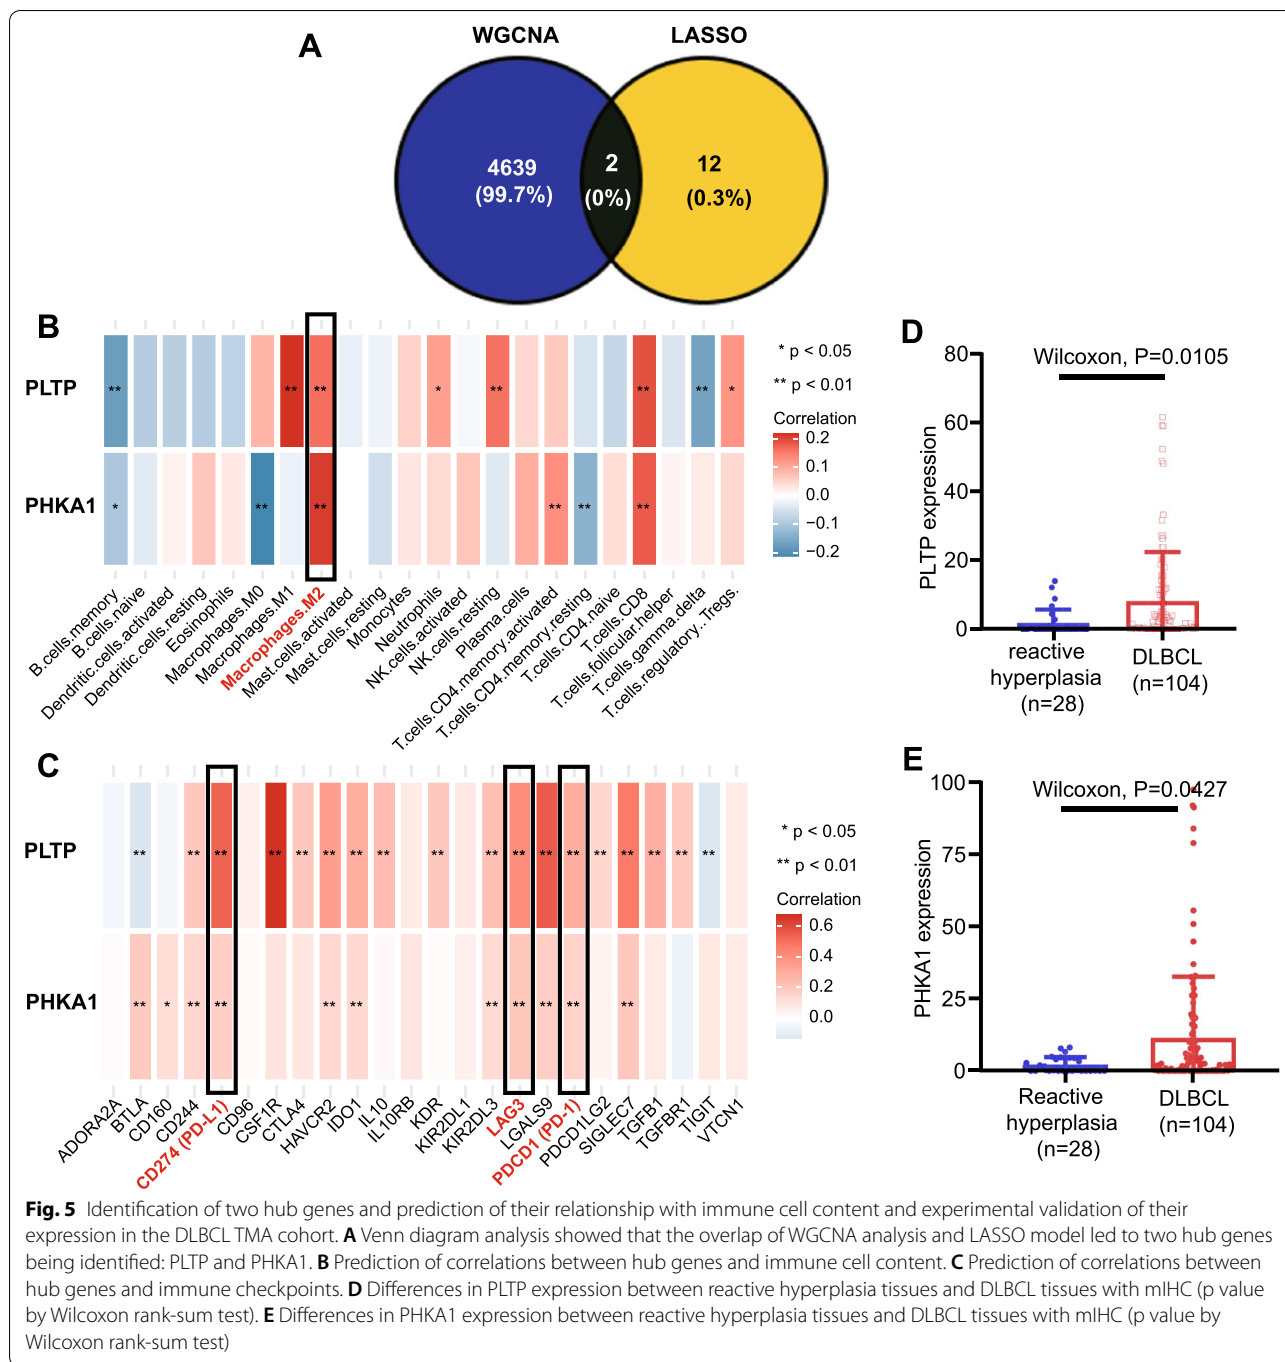 A
WGCNA
LASSO
4639
(99.7%)
2
(0%)
12
(0.3%)
B
PLTP
** ** ** * ** ** ** *
PHKA1
* ** ** ** ** **
* p < 0.05
** p < 0.01
Correlation
0.2
0.1
0.0
−0.1
−0.2
B.cells.memory
B.cells.naive
Dendritic.cells.activated
Dendritic.cells.resting
Eosinophils
Macrophages.M0
Macrophages.M1
Macrophages.M2
Mast.cells.activated
Mast.cells.resting
Monocytes
Neutrophils
NK.cells.activated
NK.cells.resting
Plasma.cells
T.cells.CD4.memory.activated
T.cells.CD4.memory.resting
T.cells.CD4.naive
T.cells.CD8
T.cells.follicular.helper
T.cells.gamma.delta
T.cells.regulatory..Tregs.
D
Wilcoxon, P=0.0105
PLTP expression
80
60
40
20
0
reactive
hyperplasia
(n=28)
DLBCL
(n=104)
C
PLTP
** ** ** ** ** ** ** ** ** ** ** ** ** ** ** ** ** **
PHKA1
** * ** ** ** ** ** ** ** ** **
* p < 0.05
** p < 0.01
Correlation
0.6
0.4
0.2
0.0
ADORA2A
BTLA
CD160
CD244
CD274 (PD-L1)
CD96
CSF1R
CTLA4
HAVCR2
IDO1
IL10
IL10RB
KDR
KIR2DL1
KIR2DL3
LAG3
LGALS9
PDCD1 (PD-1)
PDCD1LG2
SIGLEC7
TGFB1
TGFBR1
TIGIT
VTCN1
E
Wilcoxon, P=0.0427
PHKA1 expression
100
75
50
25
0
Reactive
hyperplasia
(n=28)
DLBCL
(n=104)
Fig. 5 Identification of two hub genes and prediction of their relationship with immune cell content and experimental validation of their
expression in the DLBCL TMA cohort. A Venn diagram analysis showed that the overlap of WGCNA analysis and LASSO model led to two hub genes
being identified: PLTP and PHKA1. B Prediction of correlations between hub genes and immune cell content. C Prediction of correlations between
hub genes and immune checkpoints. D Differences in PLTP expression between reactive hyperplasia tissues and DLBCL tissues with mIHC (p value
by Wilcoxon rank-sum test). E Differences in PHKA1 expression between reactive hyperplasia tissues and DLBCL tissues with mIHC (p value by
Wilcoxon rank-sum test)